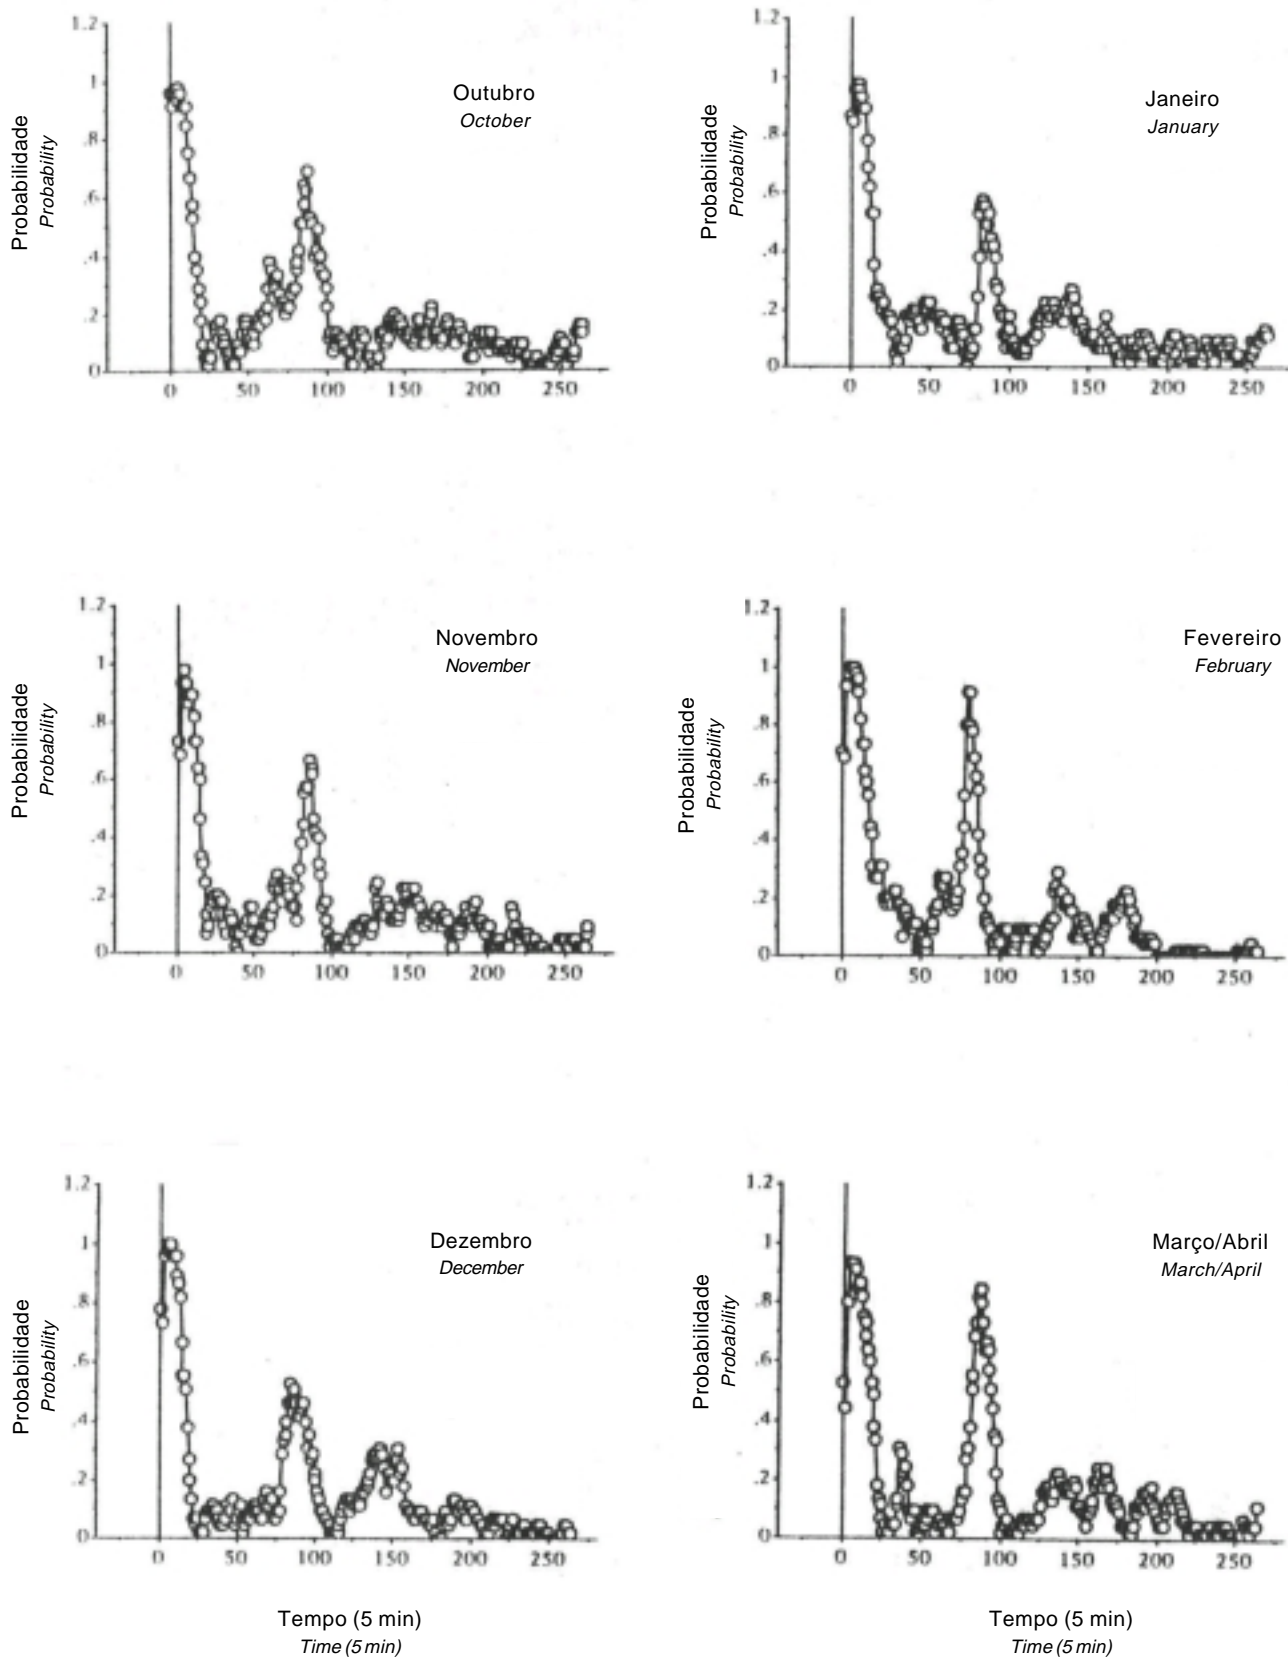 1.2
1
.8
.6
.4
.2
0
0 50 100 150 200 250
Probabilidade
Probability
Outubro
October
1.2
1
.8
.6
.4
.2
0
0 50 100 150 200 250
Probabilidade
Probability
Janeiro
January
1.2
1
.8
.6
.4
.2
0
0 50 100 150 200 250
Probabilidade
Probability
Novembro
November
1.2
1
.8
.6
.4
.2
0
0 50 100 150 200 250
Probabilidade
Probability
Fevereiro
February
1.2
1
.8
.6
.4
.2
0
0 50 100 150 200 250
Probabilidade
Probability
Dezembro
December
Tempo (5 min)
Time (5 min)
1.2
1
.8
.6
.4
.2
0
0 50 100 150 200 250
Probabilidade
Probability
Março/Abril
March/April
Tempo (5 min)
Time (5 min)